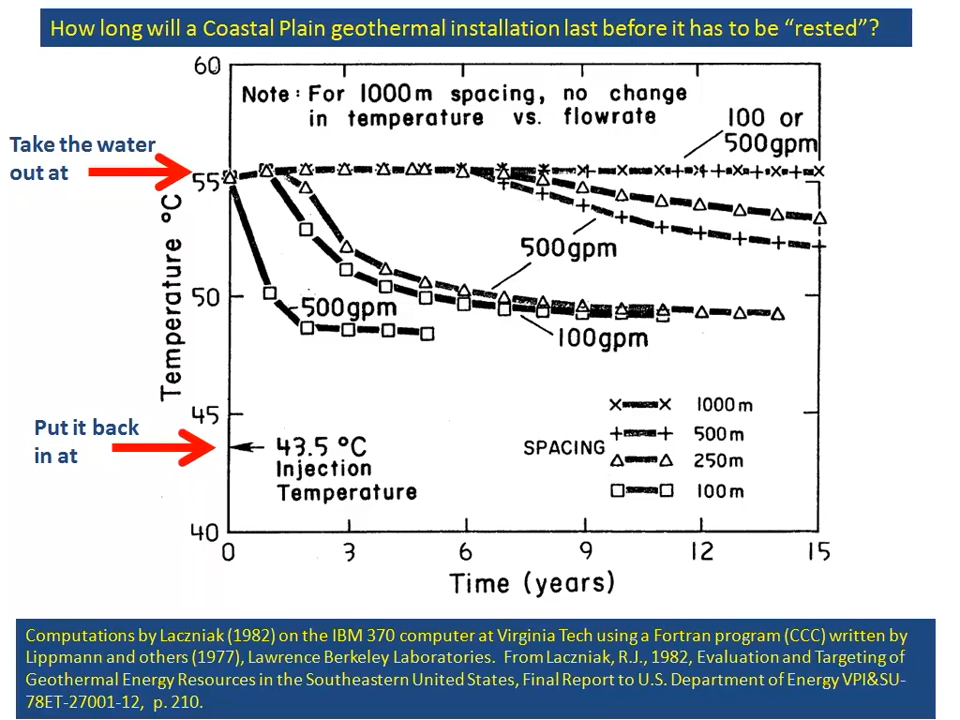 How long will a Coastal Plain geothermal installation last before it has to be “rested”?
60
Note: For 1000m spacing, no change
in temperature vs. flowrate
100 or
500gpm
Take the water
out at
55
500gpm
50
500gpm
100gpm
Temperature °C
45
Put it back
in at
43.5 °C
Injection
Temperature
SPACING
1000m
500m
250m
100m
40
0 3 6 9 12 15
Time (years)
Computations by Laczniak (1982) on the IBM 370 computer at Virginia Tech using a Fortran program (CCC) written by
Lippmann and others (1977), Lawrence Berkeley Laboratories. From Laczniak, R.J., 1982, Evaluation and Targeting of
Geothermal Energy Resources in the Southeastern United States, Final Report to U.S. Department of Energy VPI&SU-
78ET-27001-12, p. 210.